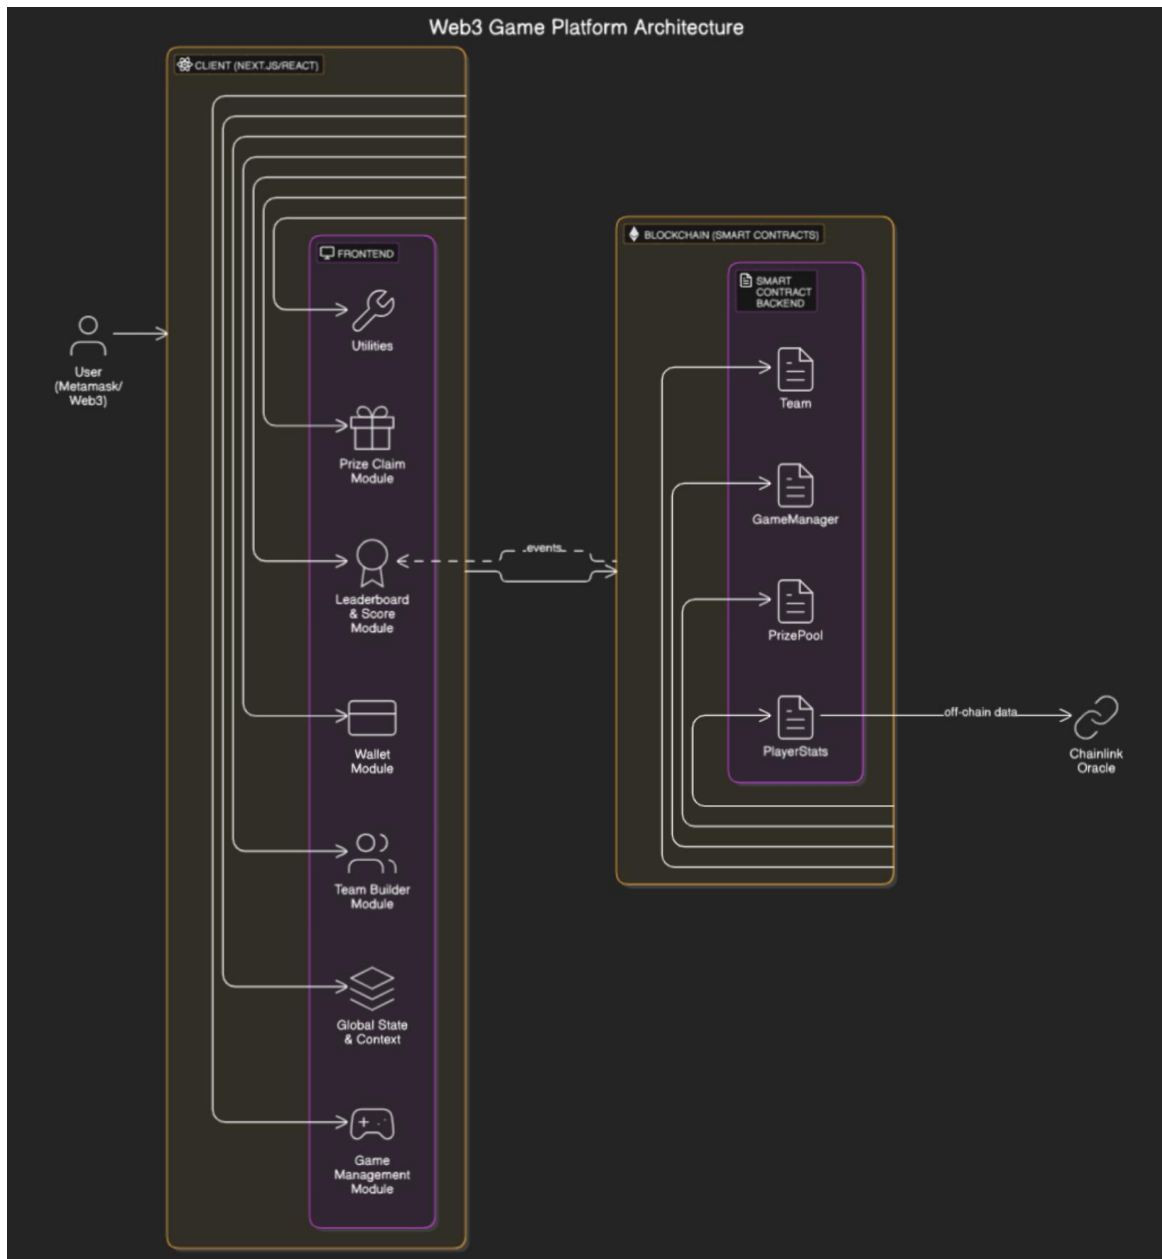 Web3 Game Platform Architecture
CLIENT (NEXT.JS/REACT)
FRONTEND
Utilities
User
(Metamask/
Web3)
Prize Claim
Module
Leaderboard
& Score
Module
Wallet
Module
Team Builder
Module
Global State
& Context
Game
Management
Module
events
BLOCKCHAIN (SMART CONTRACTS)
SMART
CONTRACT
BACKEND
Team
GameManager
PrizePool
PlayerStats
off-chain data
Chainlink
Oracle